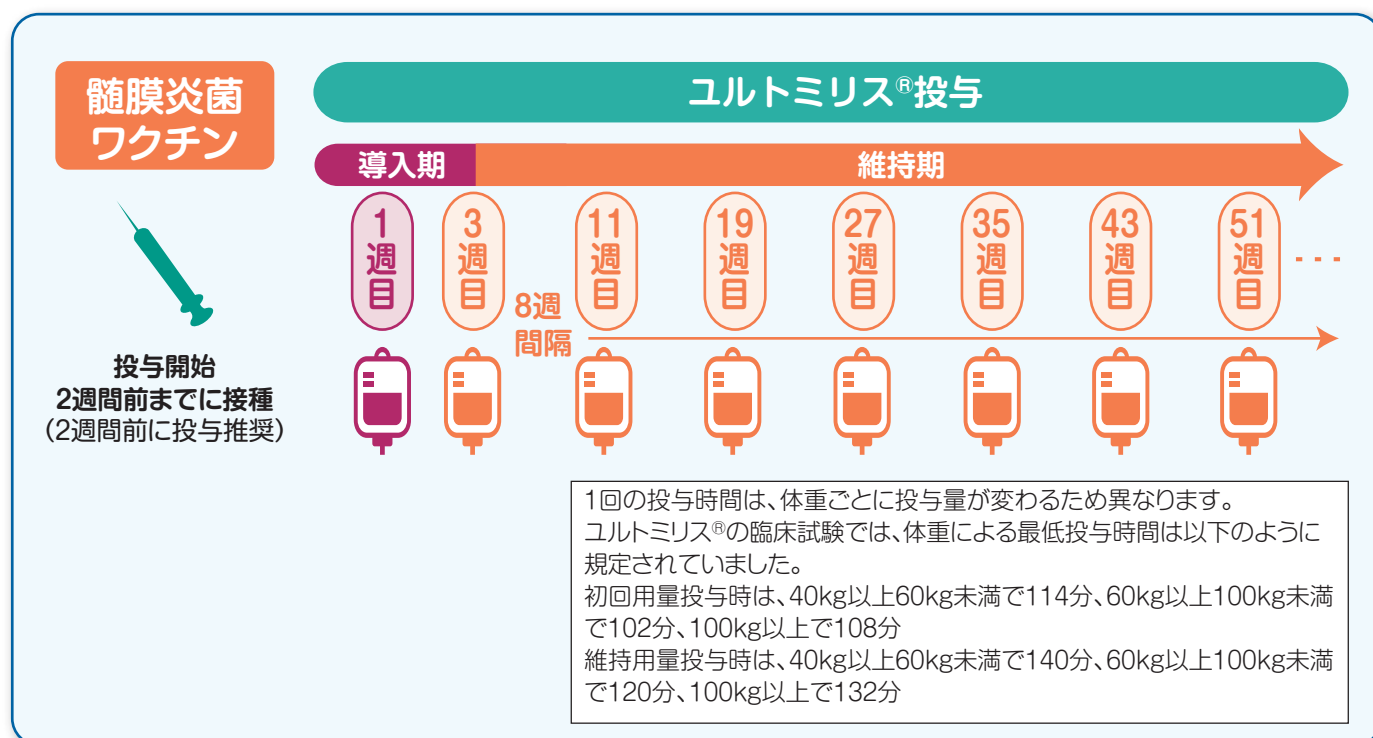 髄膜炎菌
ワクチン
投与開始
2週間前までに接種
（2週間前に投与推奨）
ユルトミリス®投与
導入期
維持期
1週目
3週目
11週目
19週目
27週目
35週目
43週目
51週目
8週
間隔
1回の投与時間は、体重ごとに投与量が変わるため異なります。
ユルトミリス®の臨床試験では、体重による最低投与時間は以下のように
規定されていました。
初回用量投与時は、40kg以上60kg未満で114分、60kg以上100kg未満
で102分、100kg以上で108分
維持用量投与時は、40kg以上60kg未満で140分、60kg以上100kg未満
で120分、100kg以上で132分